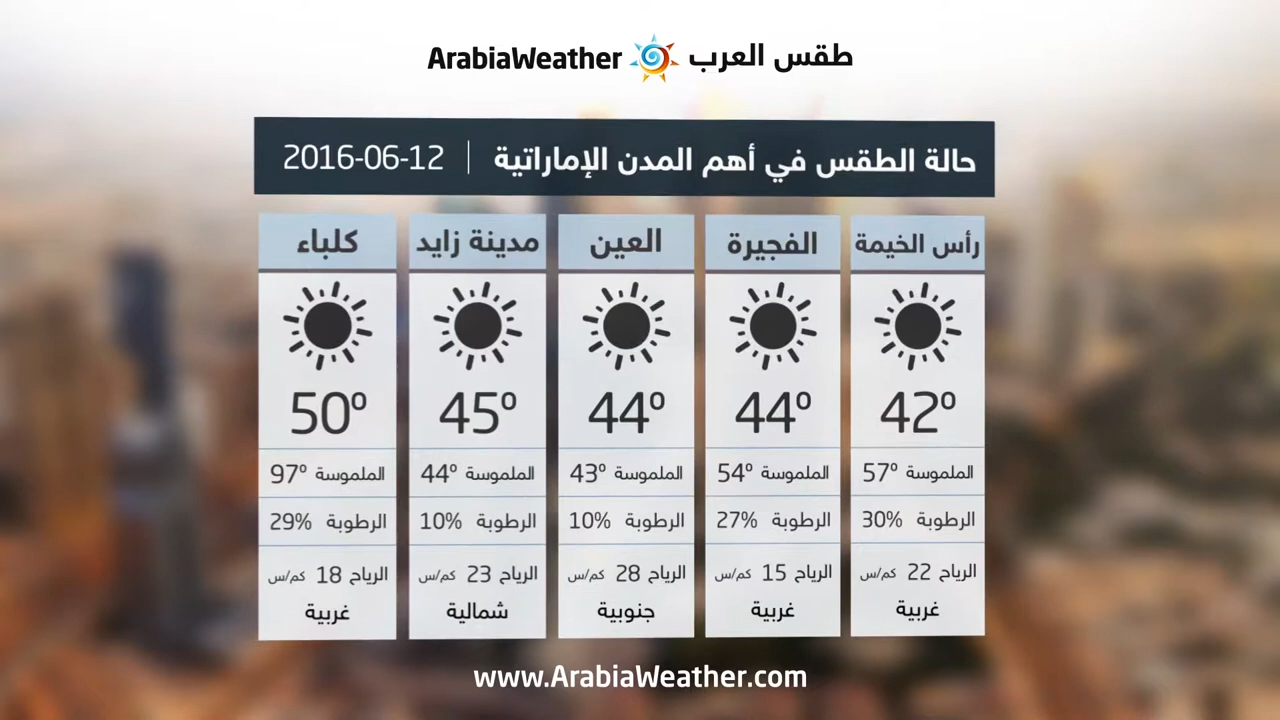 طقس العرب ArabiaWeather
حالة الطقس في أهم المدن الإماراتية | 2016-06-12
رأس الخيمة
42°
الملموسة 57°
الرطوبة 30%
الرياح 22 كم/س
غربية
الفجيرة
44°
الملموسة 54°
الرطوبة 27%
الرياح 15 كم/س
غربية
العين
44°
الملموسة 43°
الرطوبة 10%
الرياح 28 كم/س
جنوبية
مدينة زايد
45°
الملموسة 44°
الرطوبة 10%
الرياح 23 كم/س
شمالية
كلباء
50°
الملموسة 97°
الرطوبة 29%
الرياح 18 كم/س
غربية
www.ArabiaWeather.com